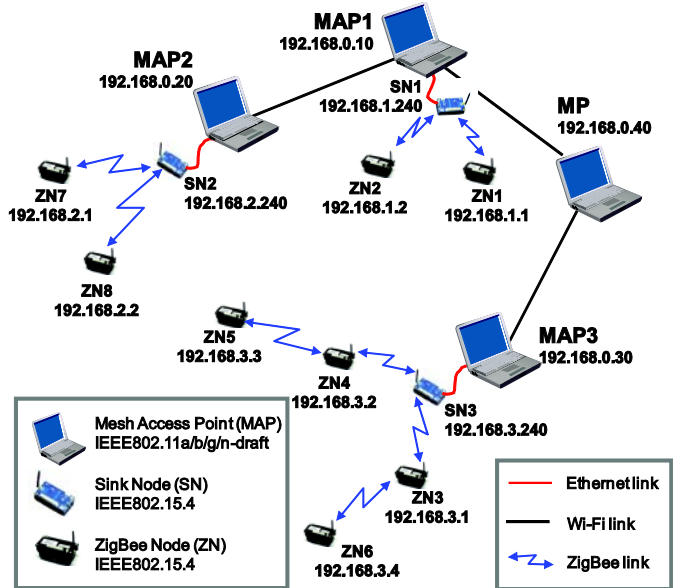 MAP1
192.168.0.10
MAP2
192.168.0.20
SN1
192.168.1.240
MP
192.168.0.40
ZN7
192.168.2.1
SN2
192.168.2.240
ZN2
192.168.1.2
ZN1
192.168.1.1
ZN8
192.168.2.2
ZN5
192.168.3.3
ZN4
192.168.3.2
MAP3
192.168.0.30
SN3
192.168.3.240
ZN3
192.168.3.1
ZN6
192.168.3.4
Mesh Access Point (MAP)
IEEE802.11a/b/g/n-draft
Sink Node (SN)
IEEE802.15.4
ZigBee Node (ZN)
IEEE802.15.4
Ethernet link
Wi-Fi link
ZigBee link